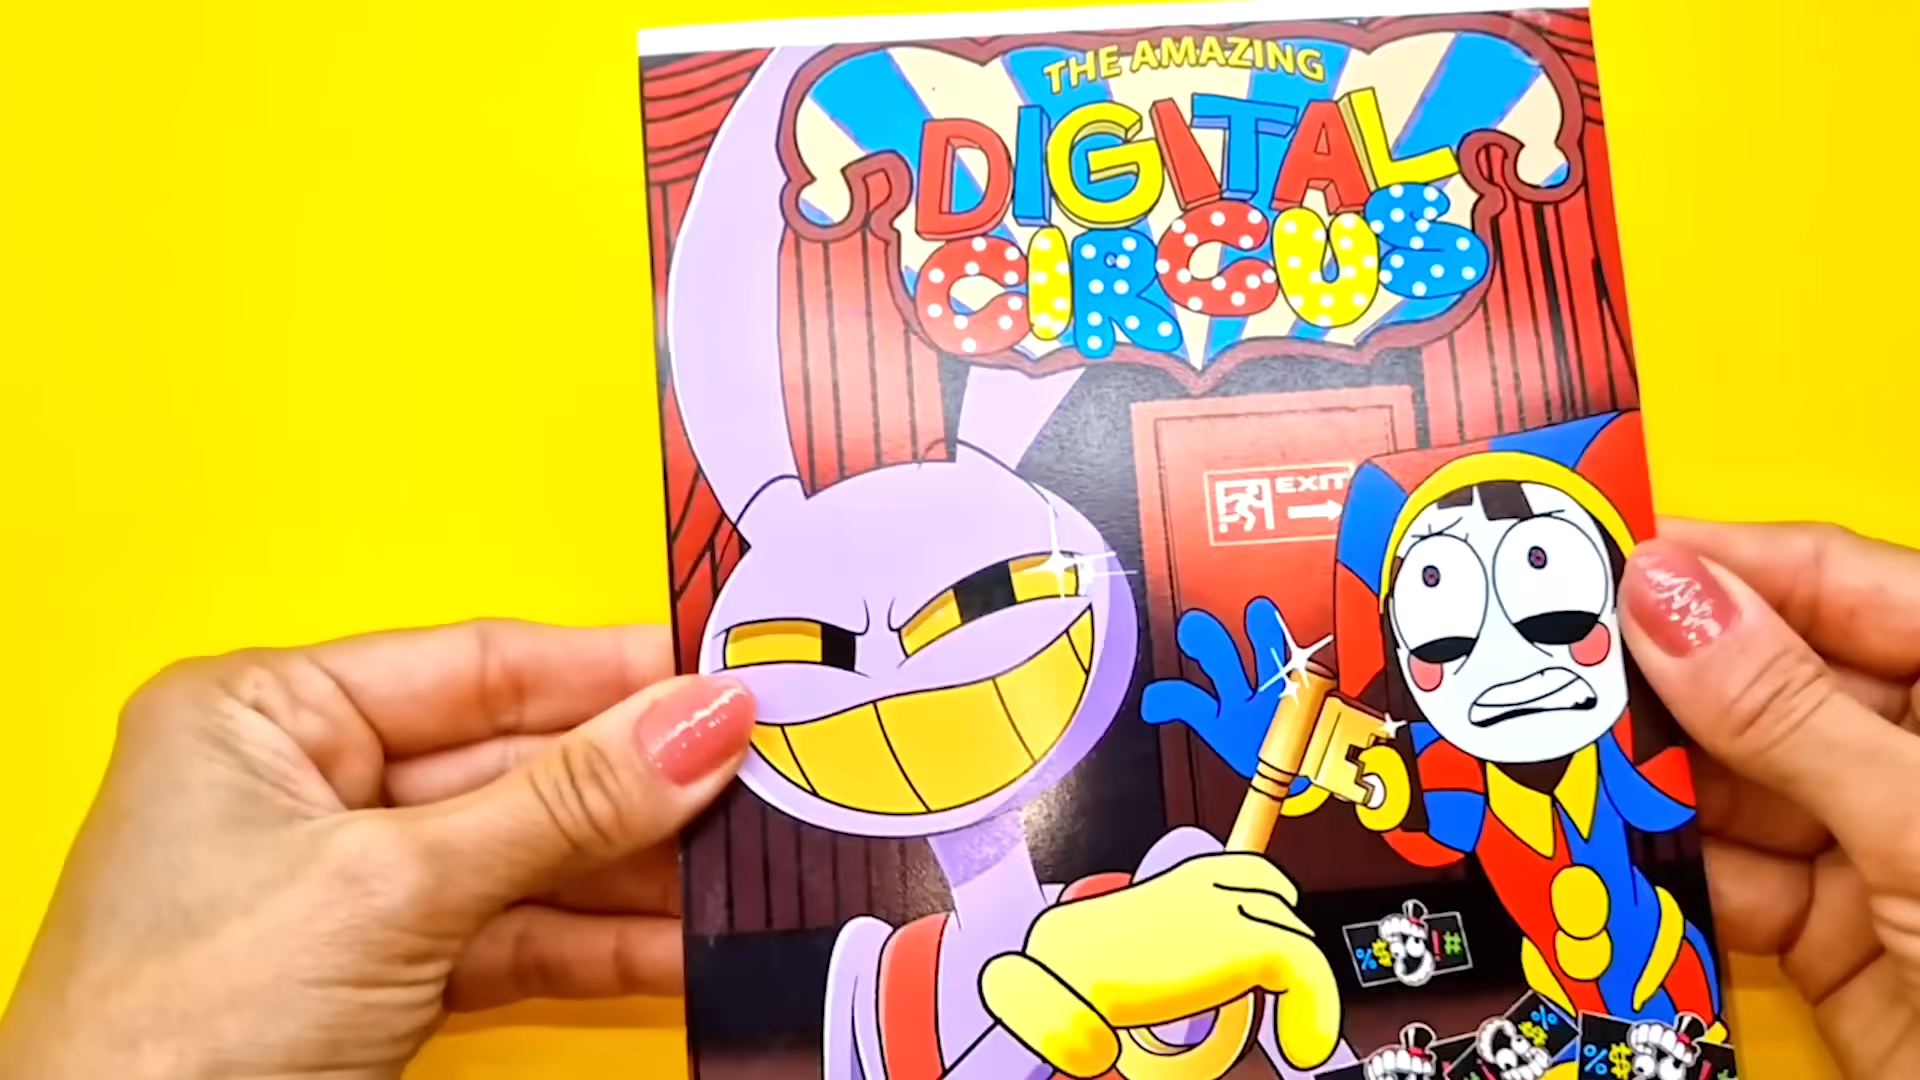 THE AMAZING
DIGITAL
CIRCUS
EXIT
%$!#
%$
%$